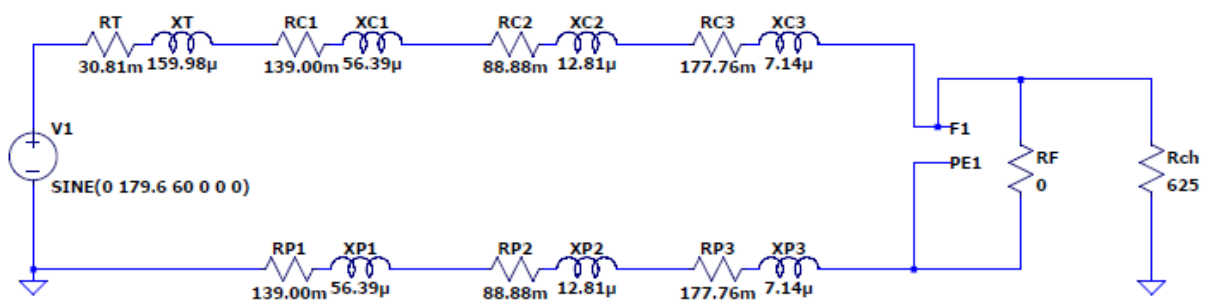 RT XT RC1 XC1 RC2 XC2 RC3 XC3
30.81m 159.98µ 139.00m 56.39µ 88.88m 12.81µ 177.76m 7.14µ
V1
SINE(0 179.6 60 0 0 0)
F1
PE1
RF
0
Rch
625
RP1 XP1 RP2 XP2 RP3 XP3
139.00m 56.39µ 88.88m 12.81µ 177.76m 7.14µ